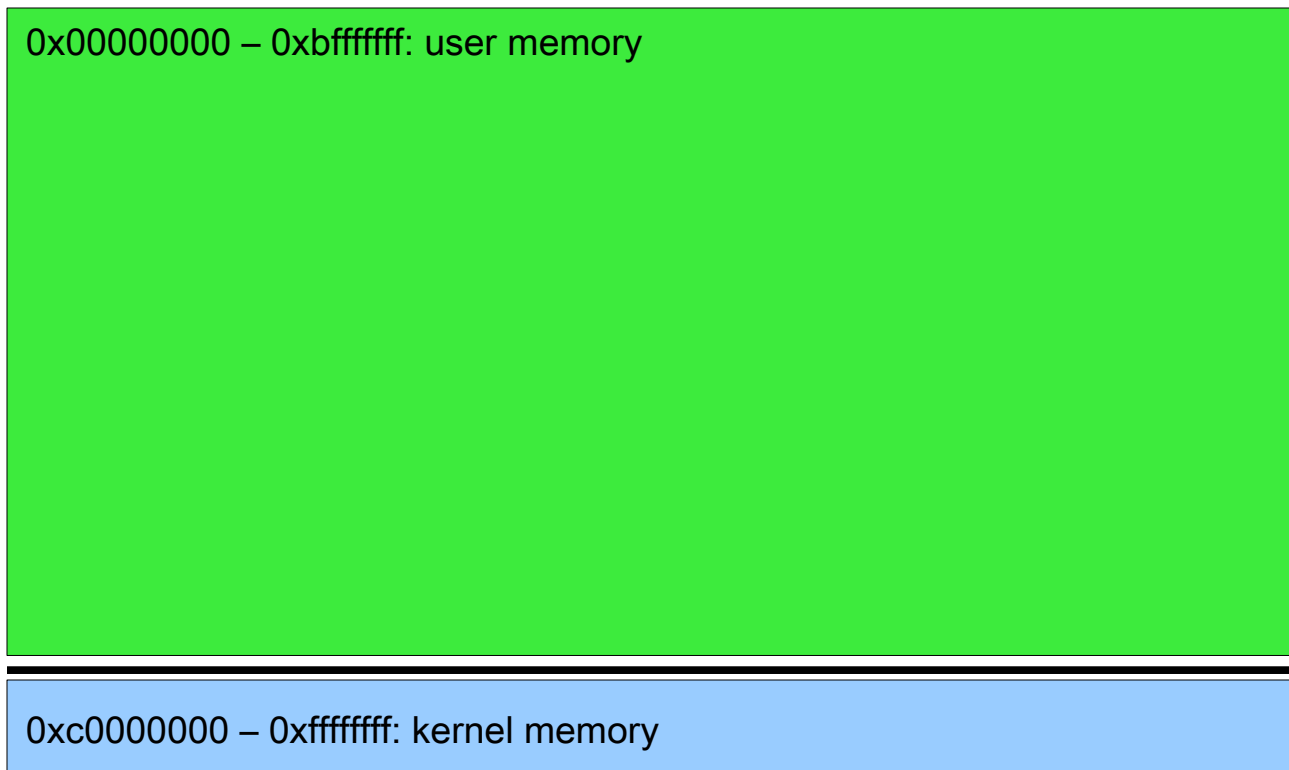 0x00000000 – 0xbfffffff: user memory
0xc0000000 – 0xffffffff: kernel memory